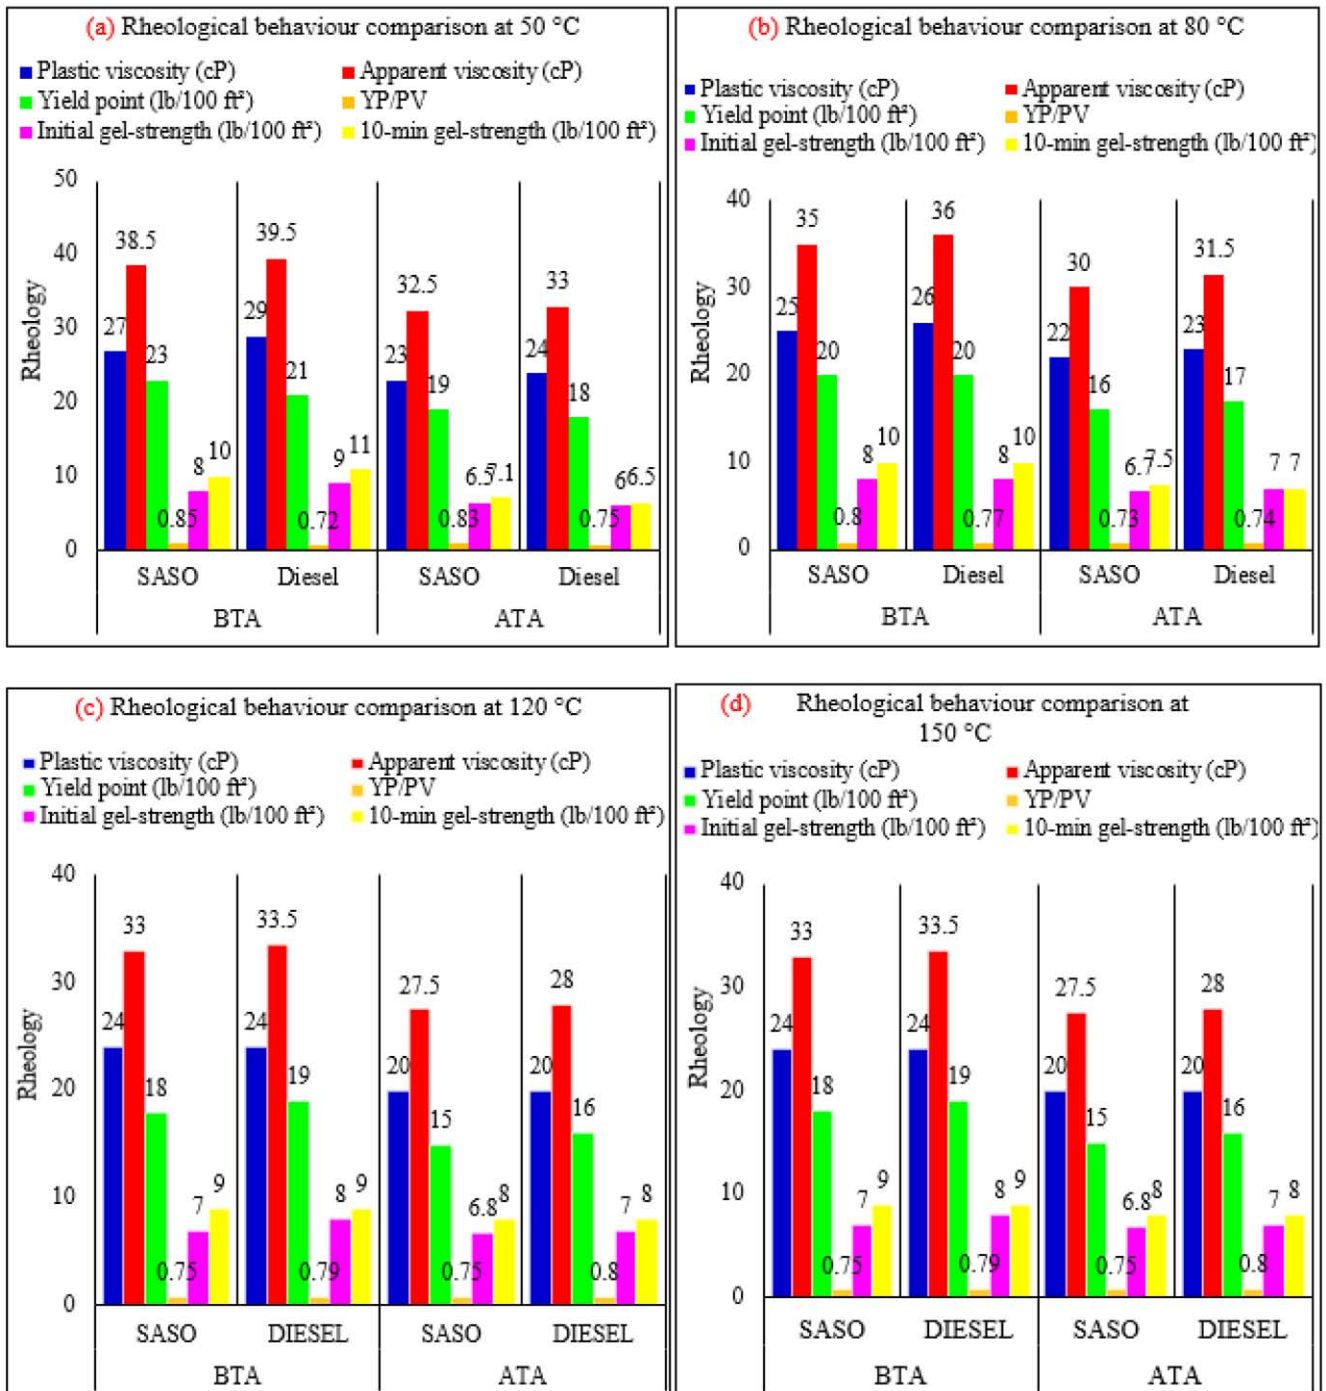 (a) Rheological behaviour comparison at 50 °C
Plastic viscosity (cP) Apparent viscosity (cP)
Yield point (lb/100 ft²) YP/PV
Initial gel-strength (lb/100 ft²) 10-min gel-strength (lb/100 ft²)
Rheology
50
40
30
20
10
0
27 38.5 23 0.85 8 10
29 39.5 21 0.72 9 11
23 32.5 19 0.83 6.5 7.1
24 33 18 0.75 6 6.5
SASO Diesel SASO Diesel
BTA ATA
(b) Rheological behaviour comparison at 80 °C
Plastic viscosity (cP) Apparent viscosity (cP)
Yield point (lb/100 ft²) YP/PV
Initial gel-strength (lb/100 ft²) 10-min gel-strength (lb/100 ft²)
Rheology
40
30
20
10
0
25 35 20 0.8 8 10
26 36 20 0.77 8 10
22 30 16 0.73 6.7 7.5
23 31.5 17 0.74 7 7
SASO Diesel SASO Diesel
BTA ATA
(c) Rheological behaviour comparison at 120 °C
Plastic viscosity (cP) Apparent viscosity (cP)
Yield point (lb/100 ft²) YP/PV
Initial gel-strength (lb/100 ft²) 10-min gel-strength (lb/100 ft²)
Rheology
40
30
20
10
0
24 33 18 0.75 7 9
24 33.5 19 0.79 8 9
20 27.5 15 0.75 6.8 8
20 28 16 0.8 7 8
SASO DIESEL SASO DIESEL
BTA ATA
(d) Rheological behaviour comparison at
150 °C
Plastic viscosity (cP) Apparent viscosity (cP)
Yield point (lb/100 ft²) YP/PV
Initial gel-strength (lb/100 ft²) 10-min gel-strength (lb/100 ft²)
Rheology
40
30
20
10
0
24 33 18 0.75 7 9
24 33.5 19 0.79 8 9
20 27.5 15 0.75 6.8 8
20 28 16 0.8 7 8
SASO DIESEL SASO DIESEL
BTA ATA